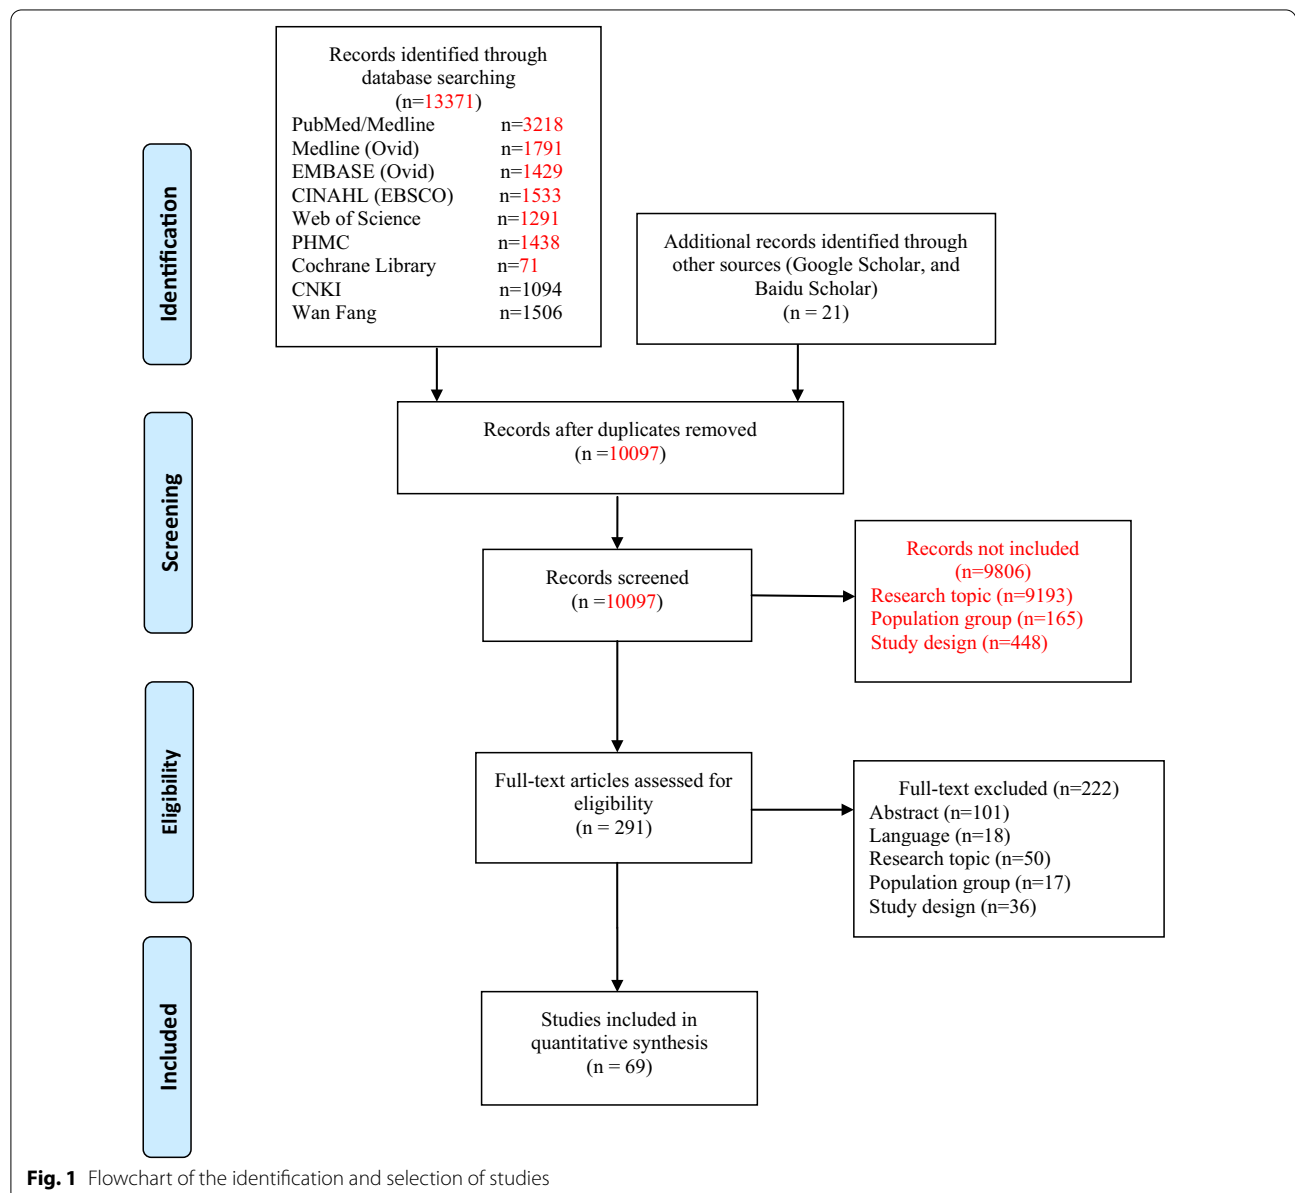 Records identified through
database searching
(n=13371)
PubMed/Medline n=3218
Medline (Ovid) n=1791
EMBASE (Ovid) n=1429
CINAHL (EBSCO) n=1533
Web of Science n=1291
PHMC n=1438
Cochrane Library n=71
CNKI n=1094
Wan Fang n=1506
Identification
Additional records identified through
other sources (Google Scholar, and
Baidu Scholar)
(n = 21)
Records after duplicates removed
(n =10097)
Screening
Records screened
(n =10097)
Records not included
(n=9806)
Research topic (n=9193)
Population group (n=165)
Study design (n=448)
Eligibility
Full-text articles assessed for
eligibility
(n = 291)
Full-text excluded (n=222)
Abstract (n=101)
Language (n=18)
Research topic (n=50)
Population group (n=17)
Study design (n=36)
Included
Studies included in
quantitative synthesis
(n = 69)
Fig. 1 Flowchart of the identification and selection of studies